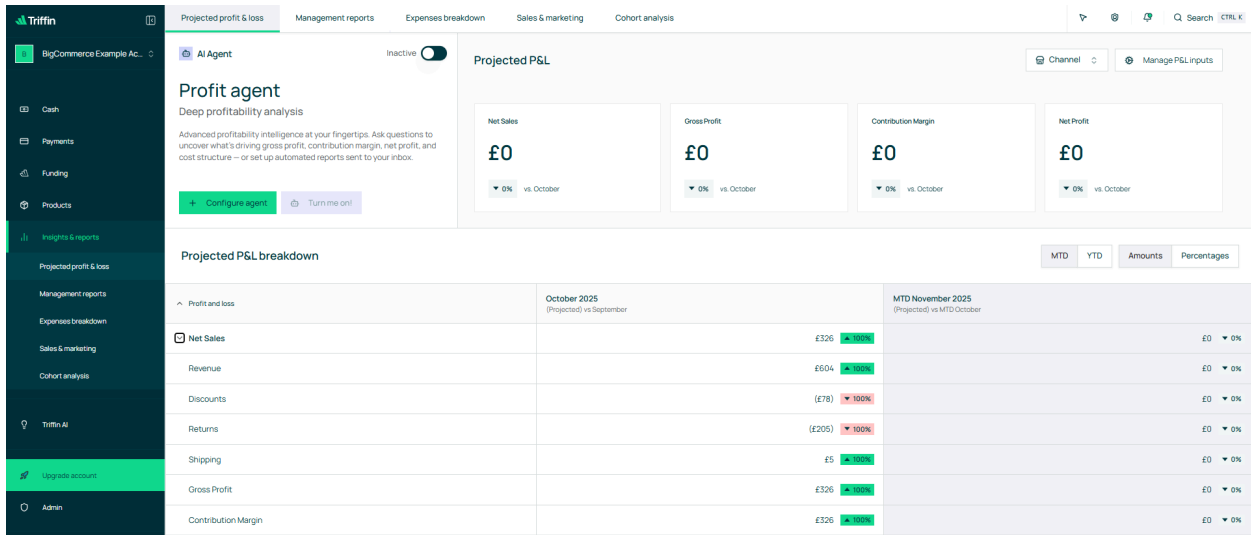 Triffin
B BigCommerce Example Ac...
Cash
Payments
Funding
Products
Insights & reports
Projected profit & loss
Management reports
Expenses breakdown
Sales & marketing
Cohort analysis
Triffin AI
Upgrade account
Admin
Projected profit & loss Management reports Expenses breakdown Sales & marketing Cohort analysis Search CTRL K
AI Agent Inactive
Profit agent
Deep profitability analysis
Advanced profitability intelligence at your fingertips. Ask questions to
uncover what's driving gross profit, contribution margin, net profit, and
cost structure — or set up automated reports sent to your inbox.
+ Configure agent Turn me on!
Projected P&L Channel Manage P&L inputs
Net Sales Gross Profit Contribution Margin Net Profit
£0 £0 £0 £0
▼ 0% vs. October ▼ 0% vs. October ▼ 0% vs. October ▼ 0% vs. October
Projected P&L breakdown MTD YTD Amounts Percentages
Profit and loss October 2025 MTD November 2025
(Projected) vs September (Projected) vs MTD October
Net Sales £326 ▲ 100% £0 ▼ 0%
Revenue £604 ▲ 100% £0 ▼ 0%
Discounts (£78) ▼ 100% £0 ▼ 0%
Returns (£205) ▼ 100% £0 ▼ 0%
Shipping £5 ▲ 100% £0 ▼ 0%
Gross Profit £326 ▲ 100% £0 ▼ 0%
Contribution Margin £326 ▲ 100% £0 ▼ 0%